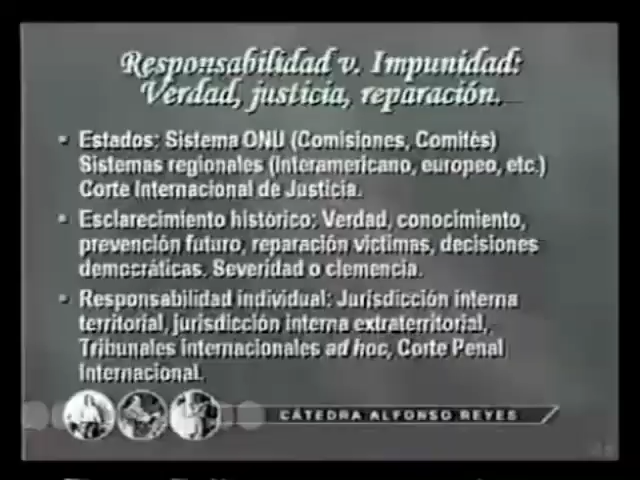 Responsabilidad v. Impunidad:
Verdad, justicia, reparación.
▪ Estados: Sistema ONU (Comisiones, Comités)
Sistemas regionales (Interamericano, europeo, etc.)
Corte Internacional de Justicia.
▪ Esclarecimiento histórico: Verdad, conocimiento,
prevención futuro, reparación victimas, decisiones
democráticas. Severidad o clemencia.
▪ Responsabilidad individual: Jurisdicción interna
territorial, jurisdicción interna extraterritorial,
Tribunales internacionales ad hoc, Corte Penal
Internacional.
CÁTEDRA ALFONSO REYES